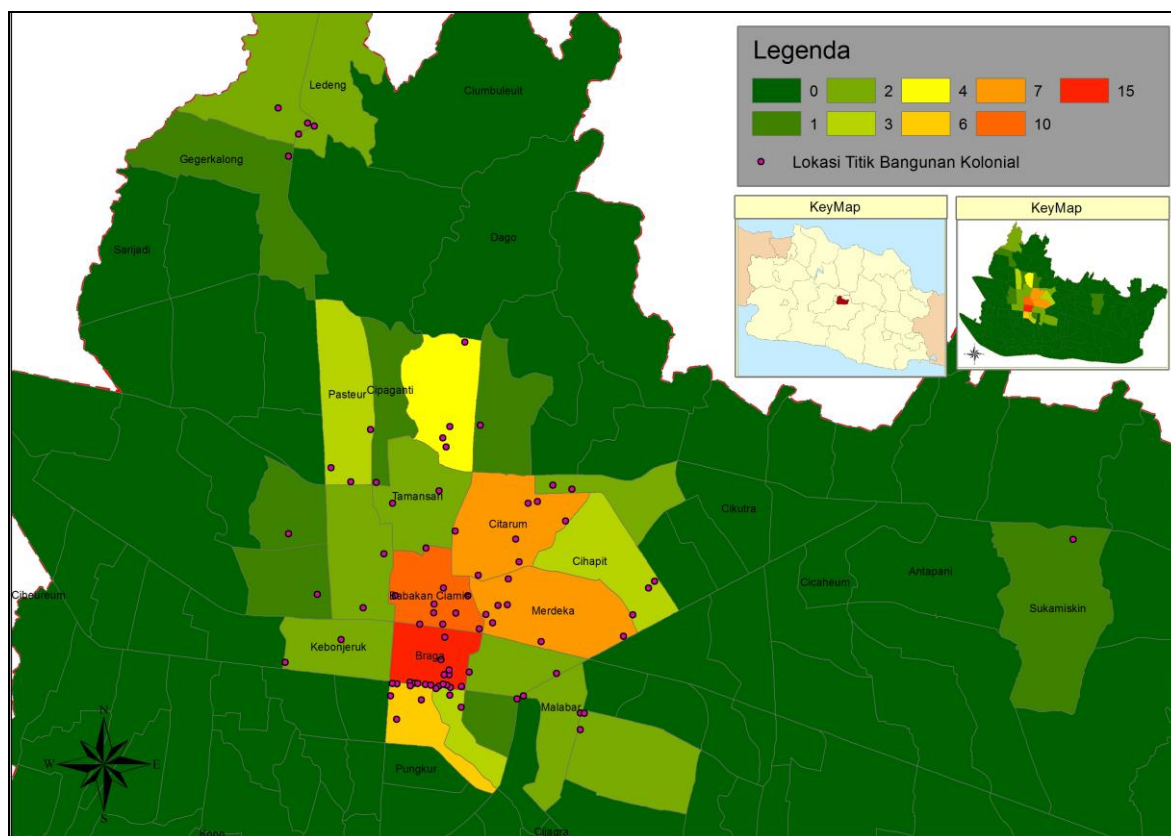 Legenda
0 2 4 7 15
1 3 6 10
Lokasi Titik Bangunan Kolonial
KeyMap KeyMap
Ledeng
Ciumbuleuit
Gegerkalong
Sarijadi
Dago
Pasteur
Cipaganti
Tamansari
Citarum
Cikutra
Cihapit
Antapani
Cicaheum
Cibeureum
Babakan Ciamis
Merdeka
Sukamiskin
Kebonjeruk
Braga
Malabar
Pungkur
N
W E
S
Cijagra